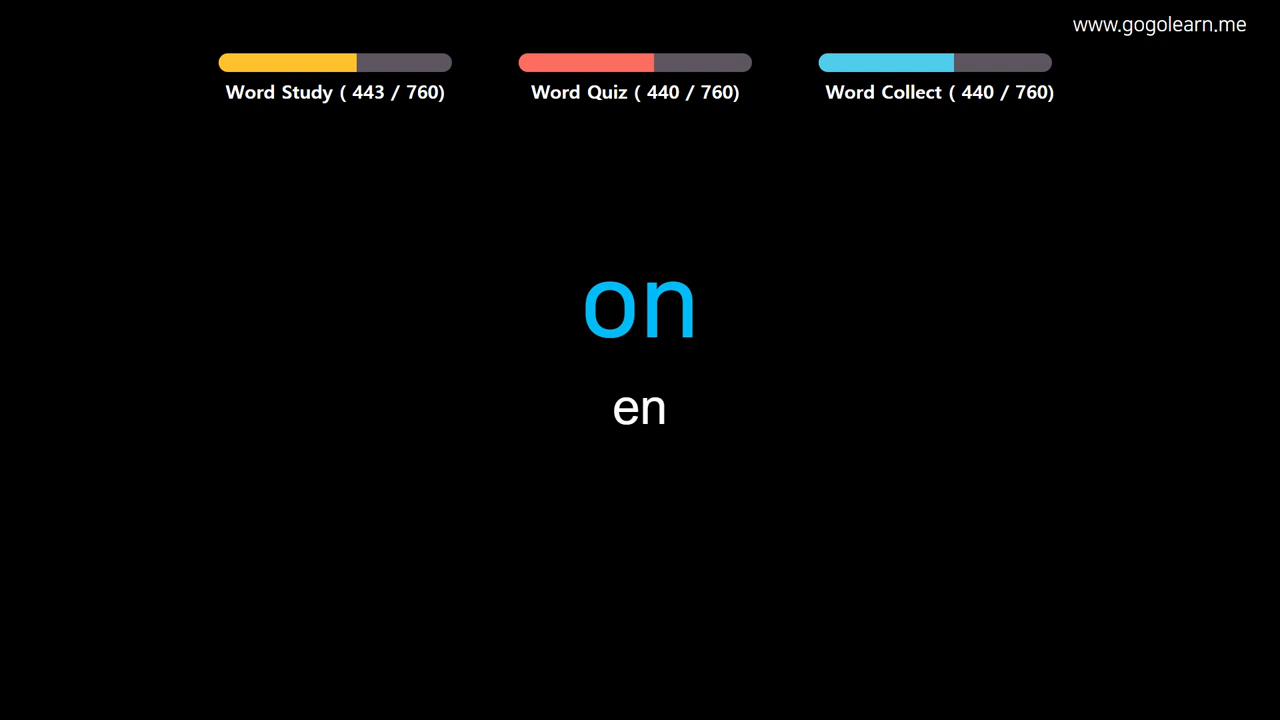 www.gogolearn.me
Word Study ( 443 / 760)
Word Quiz ( 440 / 760)
Word Collect ( 440 / 760)
on
en